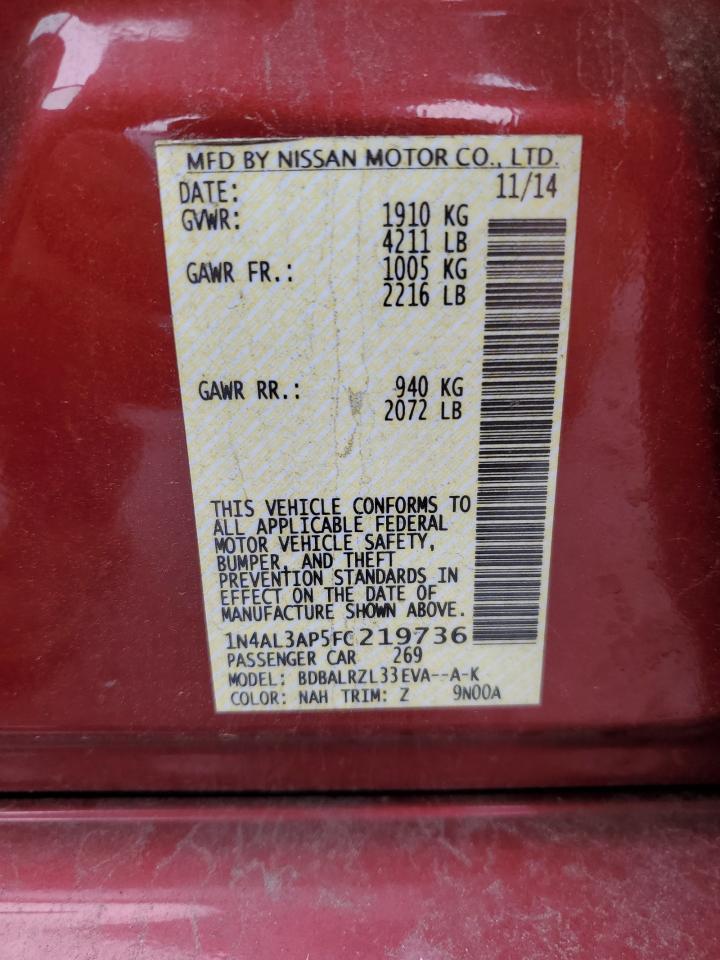 MFD BY NISSAN MOTOR CO., LTD.
DATE: 11/14
GVWR: 1910 KG
4211 LB
GAWR FR.: 1005 KG
2216 LB
GAWR RR.: 940 KG
2072 LB
THIS VEHICLE CONFORMS TO
ALL APPLICABLE FEDERAL
MOTOR VEHICLE SAFETY,
BUMPER, AND THEFT
PREVENTION STANDARDS IN
EFFECT ON THE DATE OF
MANUFACTURE SHOWN ABOVE.
1N4AL3AP5FC219736
PASSENGER CAR 269
MODEL: BDBALRZL33EVA--A-K
COLOR: NAH TRIM: Z 9N00A